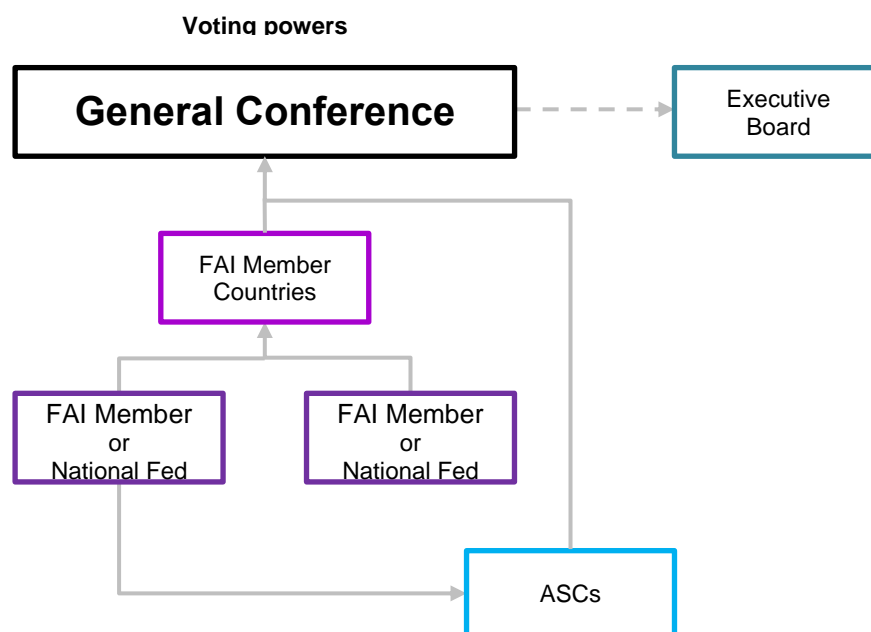 Voting powers
General Conference
Executive
Board
FAI Member
Countries
FAI Member
or
National Fed
FAI Member
or
National Fed
ASCs